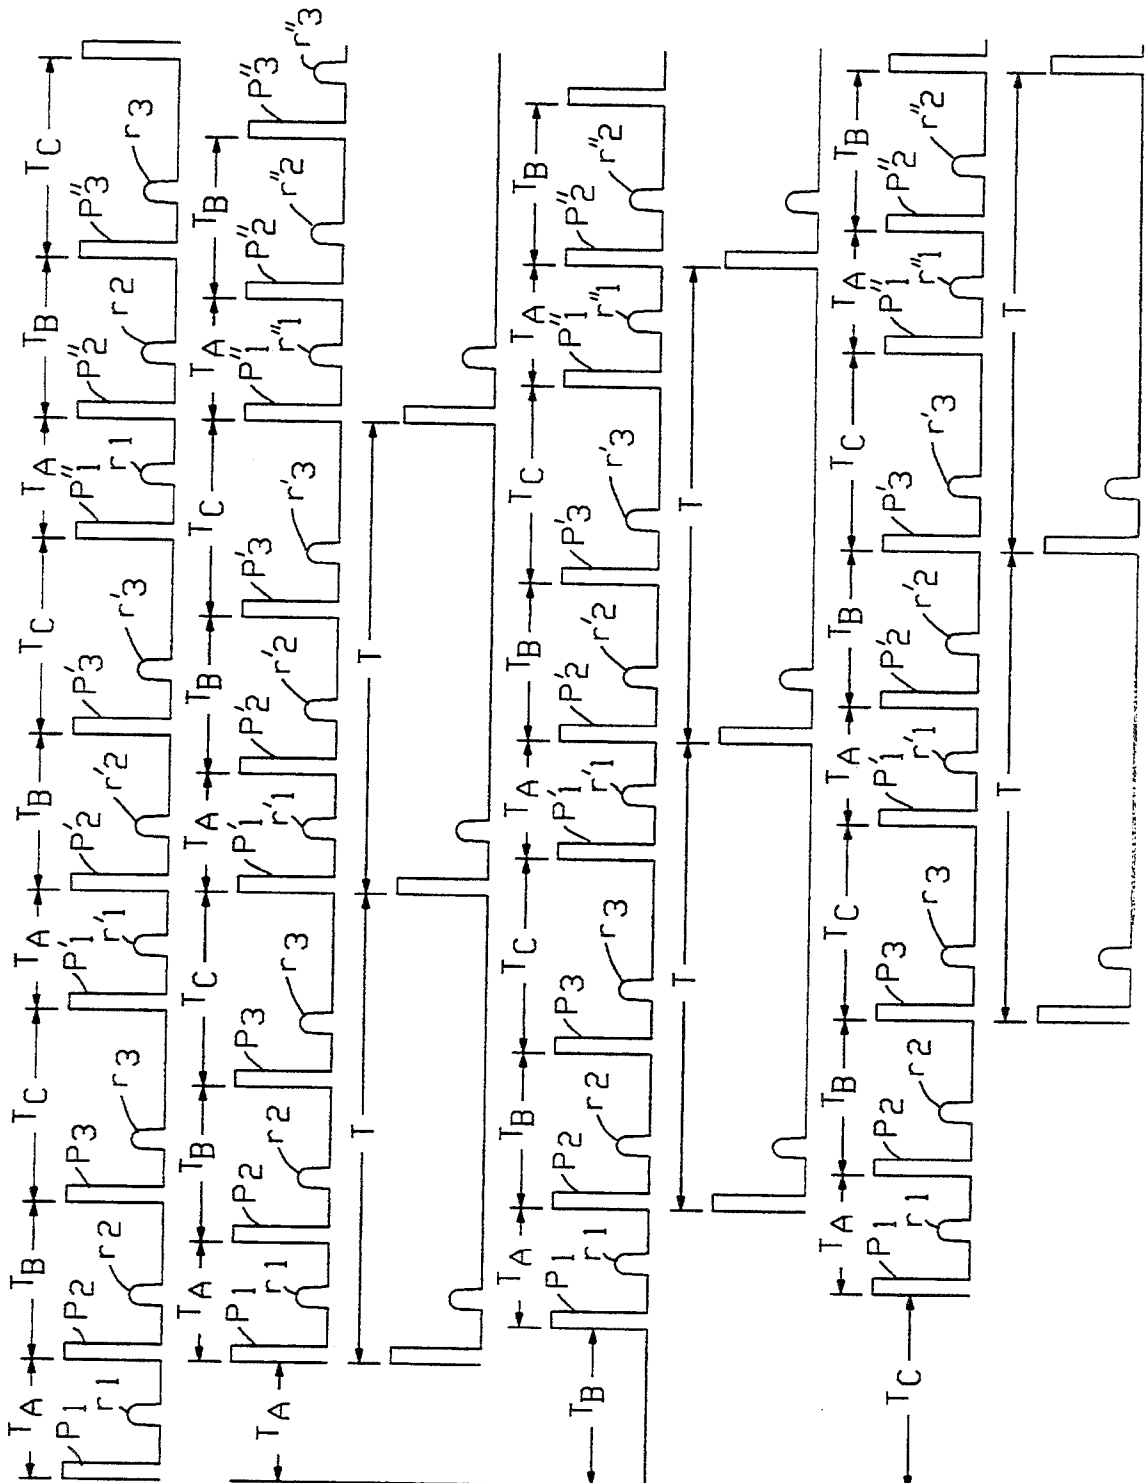 TA TB TC TA TB TC TA TB TC
P1 P2 P3 P'1 P'2 P'3 P"1 P"2 P"3
r1 r2 r3 r'1 r'2 r'3 r1 r2 r3
TA TB TC TA TB TC TA TB
P1 P2 P3 P'1 P'2 P'3 P"1 P"2 P"3
TA r1 r2 r3 r'1 r'2 r'3 r"1 r"2 r"3
T T
TA TB TC TA TB TC TA TB
P1 P2 P3 P'1 P'2 P'3 P"1 P"2
TB r1 r2 r3 r'1 r'2 r'3 r"1 r"2
T T
TA TB TC TA TB TC TA TB
P1 P2 P3 P'1 P'2 P'3 P"1 P"2
TC r1 r2 r3 r'1 r'2 r'3 r"1 r"2
T T